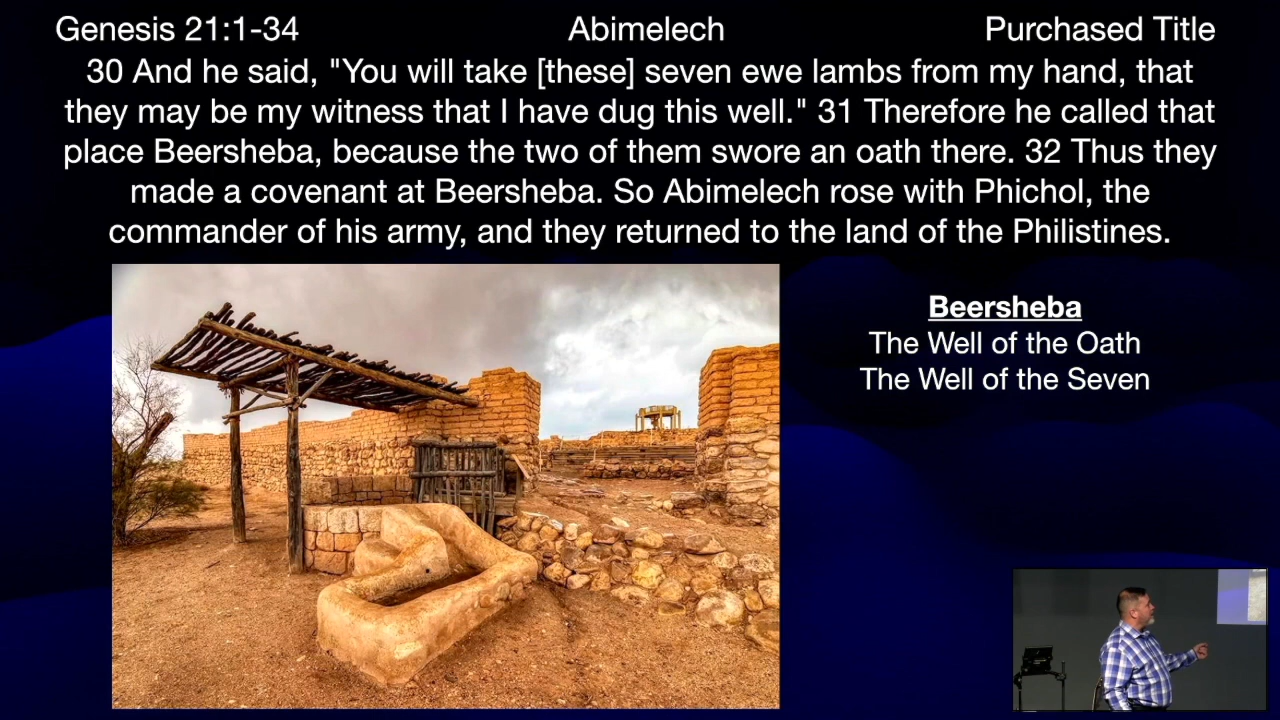 Genesis 21:1-34 Abimelech Purchased Title
30 And he said, "You will take [these] seven ewe lambs from my hand, that
they may be my witness that I have dug this well." 31 Therefore he called that
place Beersheba, because the two of them swore an oath there. 32 Thus they
made a covenant at Beersheba. So Abimelech rose with Phichol, the
commander of his army, and they returned to the land of the Philistines.
Beersheba
The Well of the Oath
The Well of the Seven